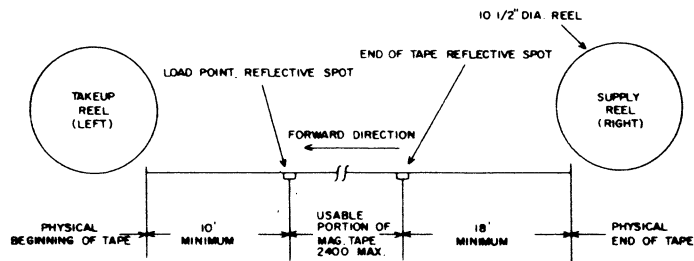 10 1/2" DIA. REEL
END OF TAPE REFLECTIVE SPOT
LOAD POINT. REFLECTIVE SPOT
TAKEUP
REEL
(LEFT)
SUPPLY
REEL
(RIGHT)
FORWARD DIRECTION
PHYSICAL
BEGINNING OF TAPE
10'
MINIMUM
USABLE
PORTION OF
MAG. TAPE
2400 MAX.
18'
MINIMUM
PHYSICAL
END OF TAPE